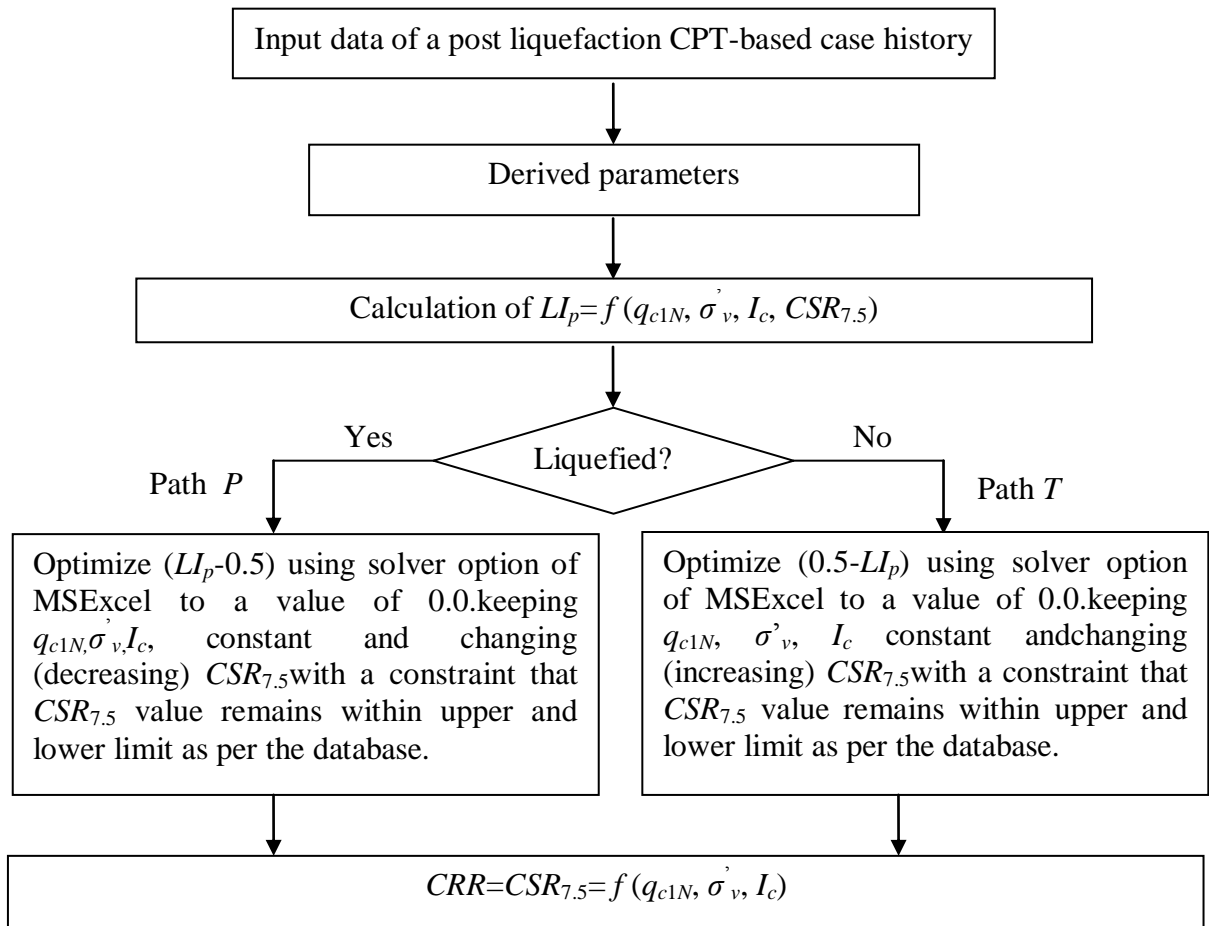 Input data of a post liquefaction CPT-based case history
Derived parameters
Calculation of LIp=f (qc1N, σ’v, Ic, CSR7.5)
Yes
No
Liquefied?
Path P
Path T
Optimize (LIp-0.5) using solver option of
MSExcel to a value of 0.0.keeping
qc1N,σ’v,Ic, constant and changing
(decreasing) CSR7.5with a constraint that
CSR7.5 value remains within upper and
lower limit as per the database.
Optimize (0.5-LIp) using solver option
of MSExcel to a value of 0.0.keeping
qc1N, σ’v, Ic constant andchanging
(increasing) CSR7.5with a constraint that
CSR7.5 value remains within upper and
lower limit as per the database.
CRR=CSR7.5=f (qc1N, σ’v, Ic)